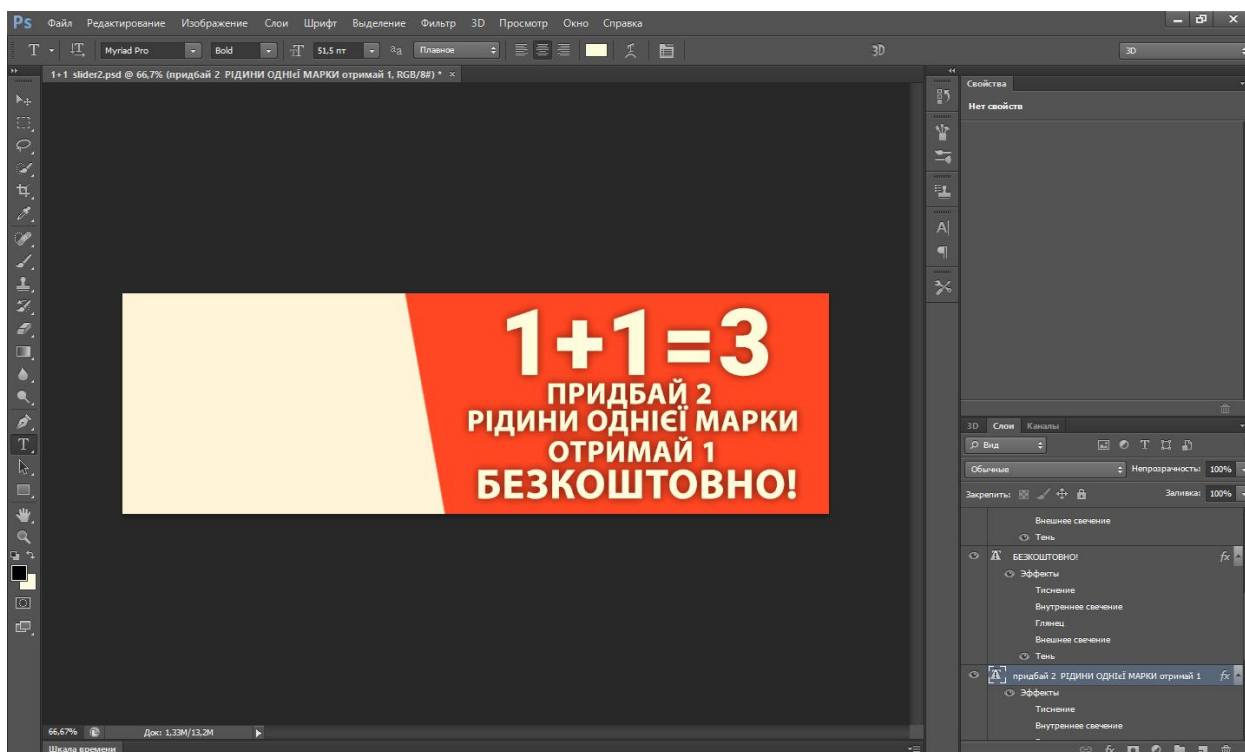 Ps Файл Редактирование Изображение Слои Шрифт Выделение Фильтр 3D Просмотр Окно Справка
T Myriad Pro Bold 51,5 пт aa Плавное 3D 3D
1+1 slider2.psd @ 66,7% (придбай 2 РІДИНИ ОДНІєЇ МАРКИ отримай 1, RGB/8#) * ×
Свойства
Нет свойств
1+1=3
ПРИДБАЙ 2
РІДИНИ ОДНІЄЇ МАРКИ
ОТРИМАЙ 1
БЕЗКОШТОВНО!
3D Слои Каналы
Вид
Обычные Непрозрачность: 100%
Закрепить: Заливка: 100%
Внешнее свечение
Тень
БЕЗКОШТОВНО! fx
Эффекты
Тиснение
Внутреннее свечение
Глянец
Внешнее свечение
Тень
придбай 2 РІДИНИ ОДНІєЇ МАРКИ отримай 1 fx
Эффекты
Тиснение
Внутреннее свечение
66,67% Док: 1,33M/13,2M
Шкала времени